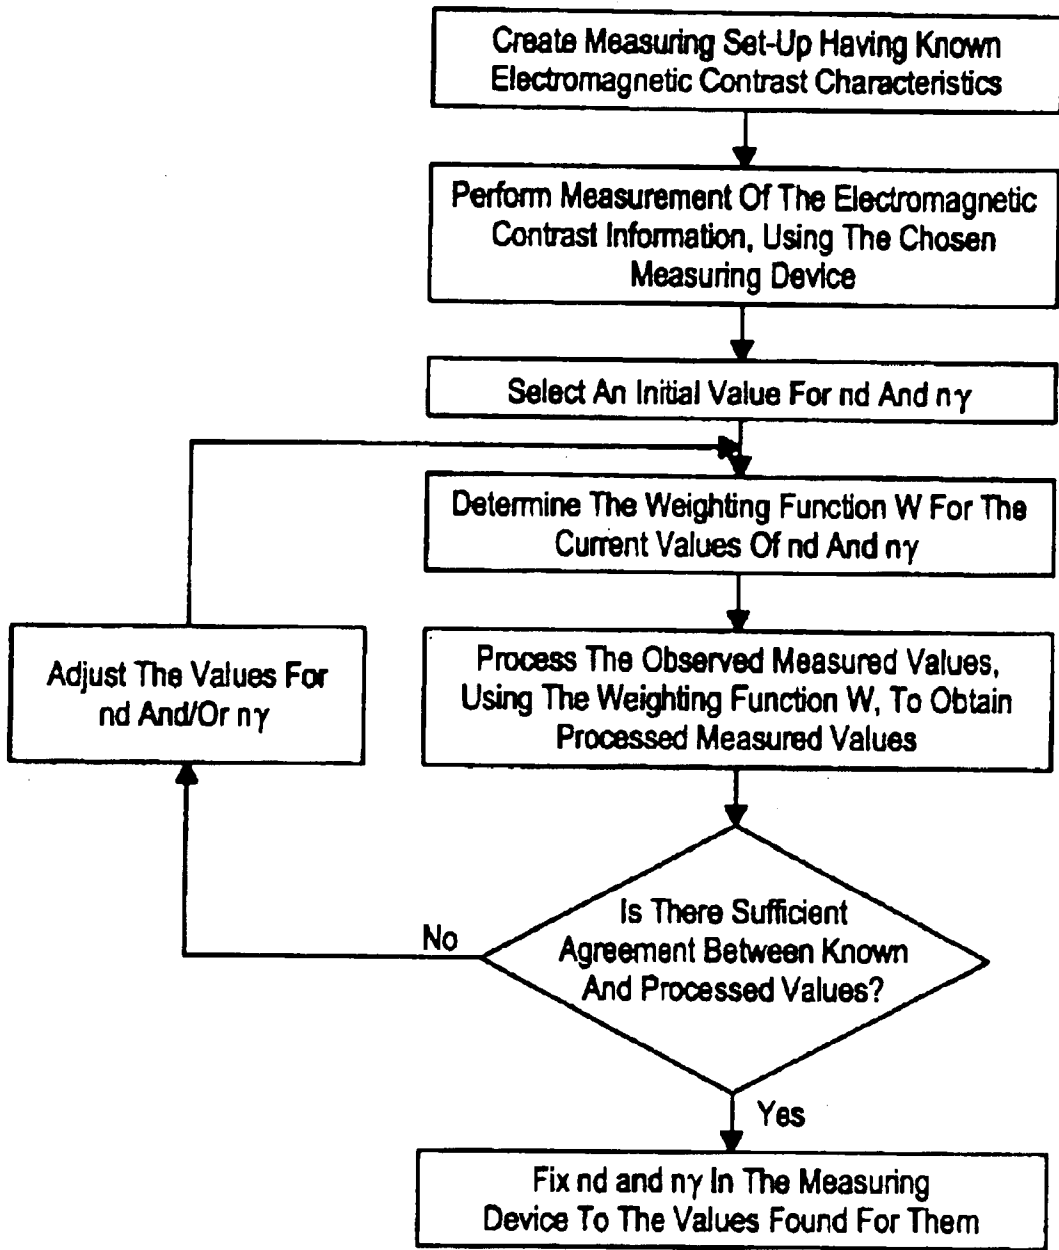 Create Measuring Set-Up Having Known
Electromagnetic Contrast Characteristics
Perform Measurement Of The Electromagnetic
Contrast Information, Using The Chosen
Measuring Device
Select An Initial Value For nd And nγ
Determine The Weighting Function W For The
Current Values Of nd And nγ
Adjust The Values For
nd And/Or nγ
Process The Observed Measured Values,
Using The Weighting Function W, To Obtain
Processed Measured Values
Is There Sufficient
Agreement Between Known
And Processed Values?
No
Yes
Fix nd and nγ In The Measuring
Device To The Values Found For Them